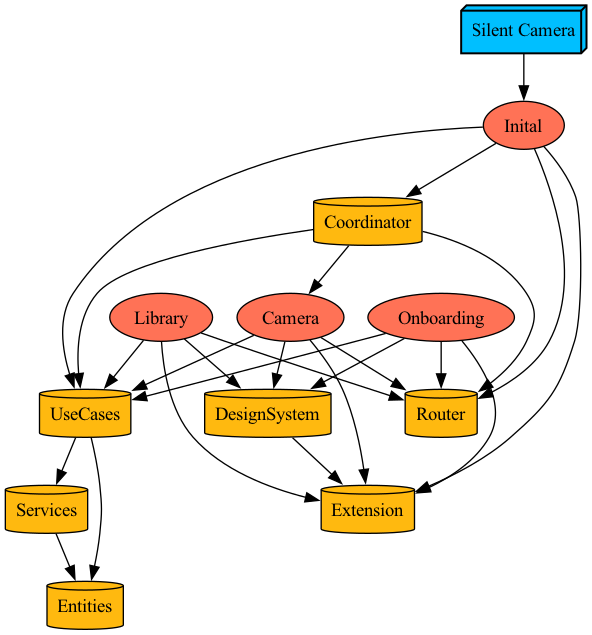 Silent Camera
Inital
Coordinator
Library
Camera
Onboarding
UseCases
DesignSystem
Router
Services
Extension
Entities